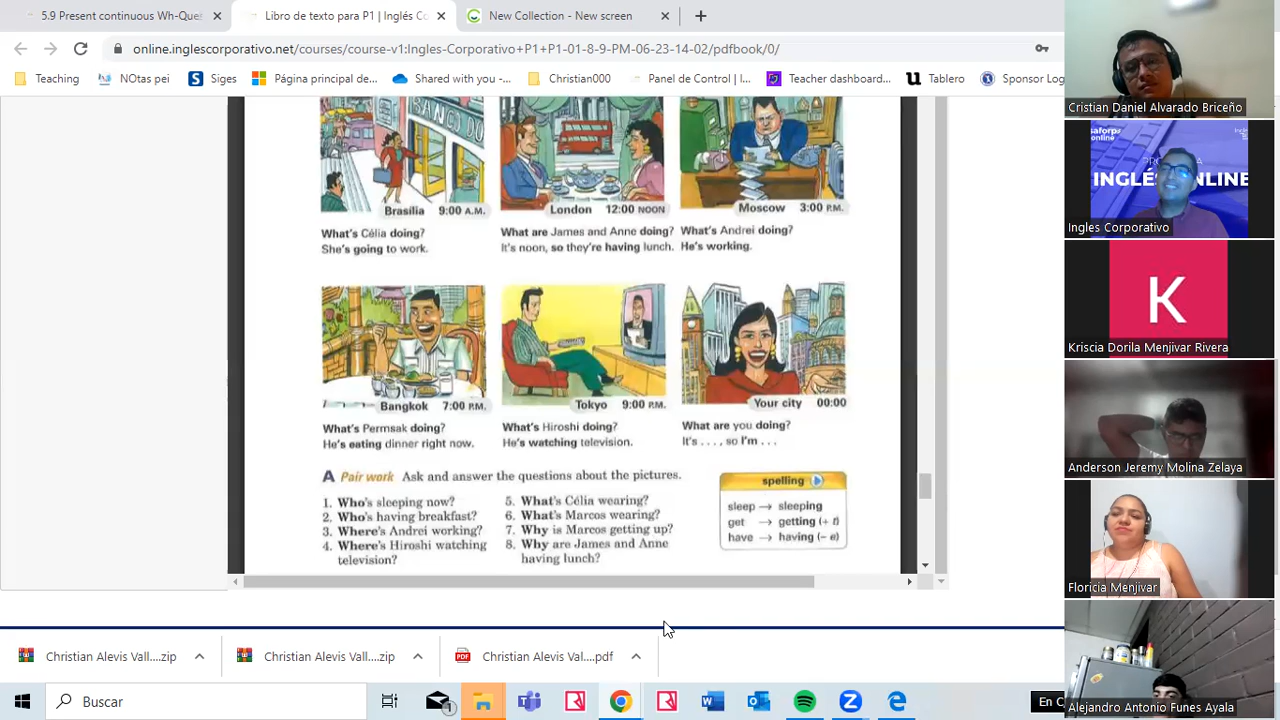 5.9 Present continuous Wh-Ques
Libro de texto para P1 | Inglés Co
New Collection - New screen
online.inglescorporativo.net/courses/course-v1:Ingles-Corporativo+P1+P1-01-8-9-PM-06-23-14-02/pdfbook/0/
Teaching
NOtas pei
Siges
Página principal de...
Shared with you -...
Christian000
Panel de Control | I...
Teacher dashboard...
Tablero
Sponsor Log
BANCO DO
Brasília 9:00 A.M.
London 12:00 NOON
Moscow 3:00 P.M.
What's Célia doing?
She's going to work.
What are James and Anne doing?
It's noon, so they're having lunch.
What's Andrei doing?
He's working.
Bangkok 7:00 P.M.
Tokyo 9:00 P.M.
Your city 00:00
What's Permsak doing?
He's eating dinner right now.
What's Hiroshi doing?
He's watching television.
What are you doing?
It's . . . , so I'm . . .
A Pair work Ask and answer the questions about the pictures.
1. Who's sleeping now?
2. Who's having breakfast?
3. Where's Andrei working?
4. Where's Hiroshi watching
television?
5. What's Célia wearing?
6. What's Marcos wearing?
7. Why is Marcos getting up?
8. Why are James and Anne
having lunch?
spelling
sleep → sleeping
get → getting (+ t)
have → having (− e)
Christian Alevis Vall....zip
Christian Alevis Vall....zip
Christian Alevis Val....pdf
Buscar
En C
Cristian Daniel Alvarado Briceño
saforp
online
INGLÉS ONLINE
Ingles Corporativo
K
Kriscia Dorila Menjivar Rivera
Anderson Jeremy Molina Zelaya
Floricia Menjivar
Alejandro Antonio Funes Ayala